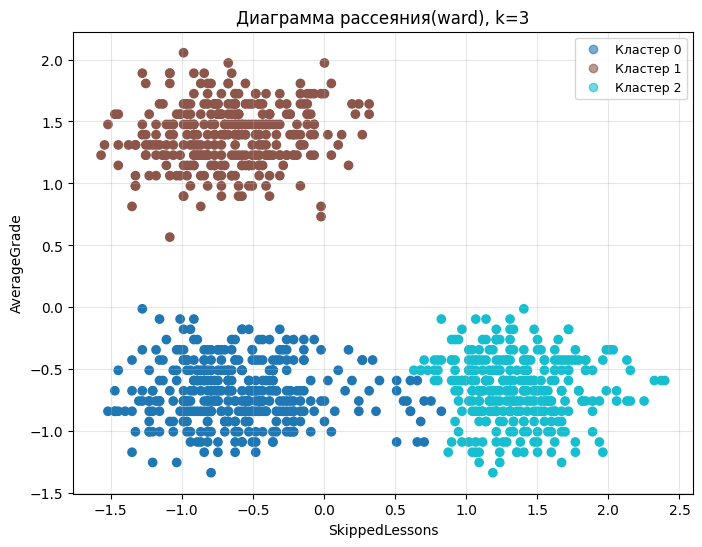 Диаграмма рассеяния(ward), k=3
Кластер 0
Кластер 1
Кластер 2
2.0
1.5
1.0
0.5
0.0
−0.5
−1.0
−1.5
AverageGrade
−1.5 −1.0 −0.5 0.0 0.5 1.0 1.5 2.0 2.5
SkippedLessons